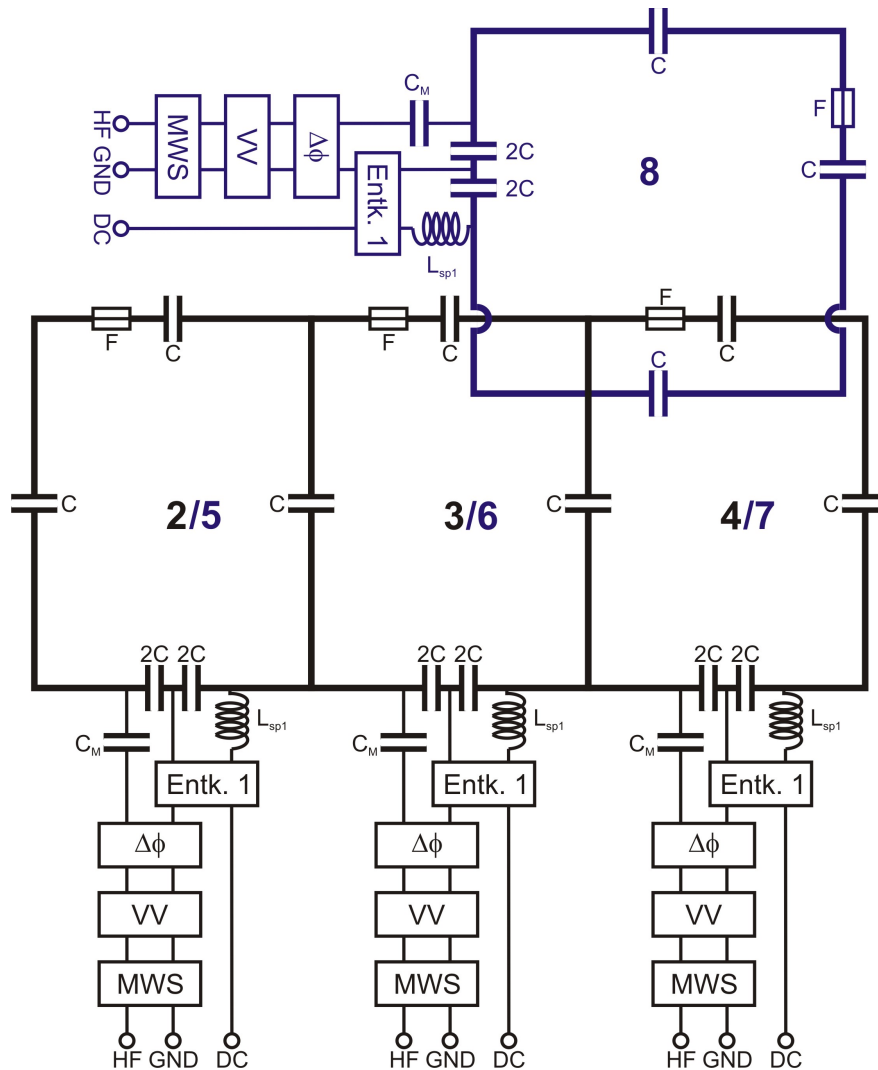 C
C_M
HF
GND
DC
MWS
VV
Δϕ
Entk. 1
L_sp1
2C
2C
8
F
C
F
C
F
C
F
C
C
C
C
C
C
2/5
3/6
4/7
2C 2C
2C 2C
2C 2C
C_M
L_sp1
C_M
L_sp1
C_M
L_sp1
Entk. 1
Entk. 1
Entk. 1
Δϕ
Δϕ
Δϕ
VV
VV
VV
MWS
MWS
MWS
HF GND DC
HF GND DC
HF GND DC